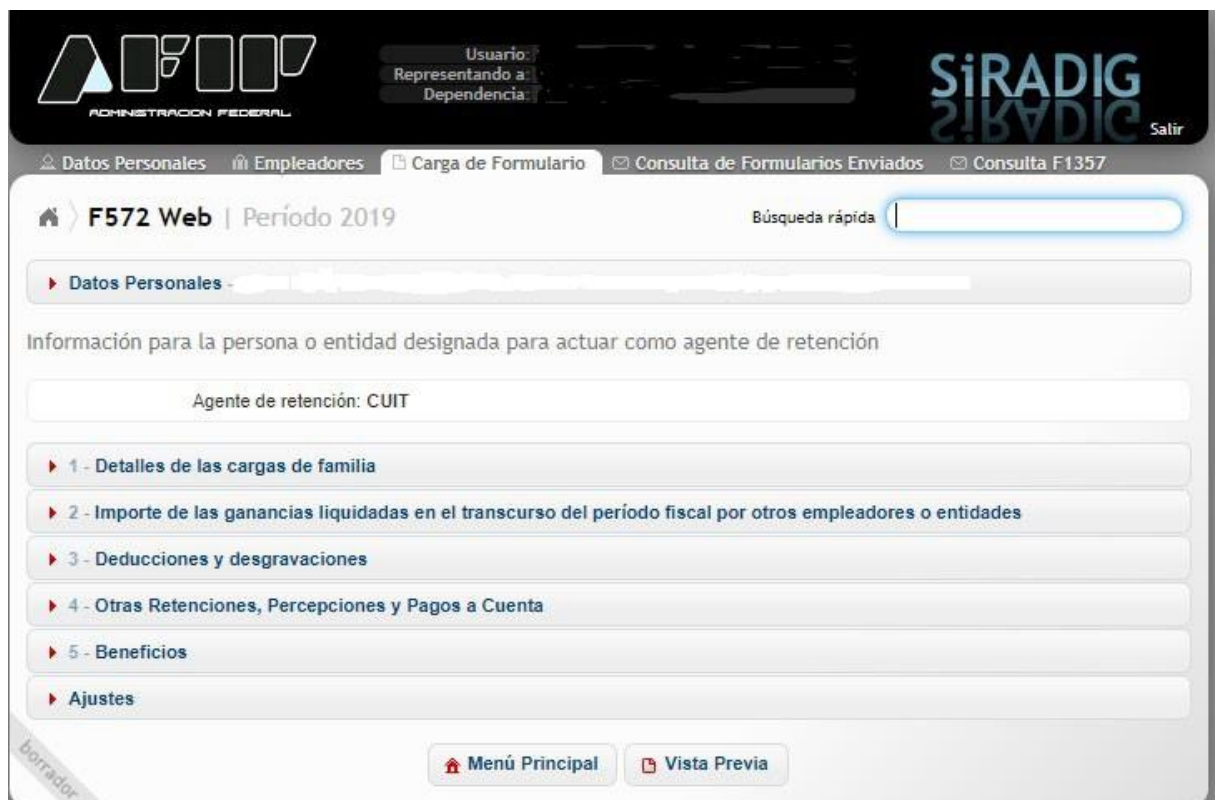 AFIP
ADMINISTRACION FEDERAL
Usuario:
Representando a:
Dependencia:
SiRADIG
Salir
Datos Personales Empleadores Carga de Formulario Consulta de Formularios Enviados Consulta F1357
F572 Web | Período 2019 Búsqueda rápida
Datos Personales -
Información para la persona o entidad designada para actuar como agente de retención
Agente de retención: CUIT
1 - Detalles de las cargas de familia
2 - Importe de las ganancias liquidadas en el transcurso del período fiscal por otros empleadores o entidades
3 - Deducciones y desgravaciones
4 - Otras Retenciones, Percepciones y Pagos a Cuenta
5 - Beneficios
Ajustes
borrador
Menú Principal Vista Previa